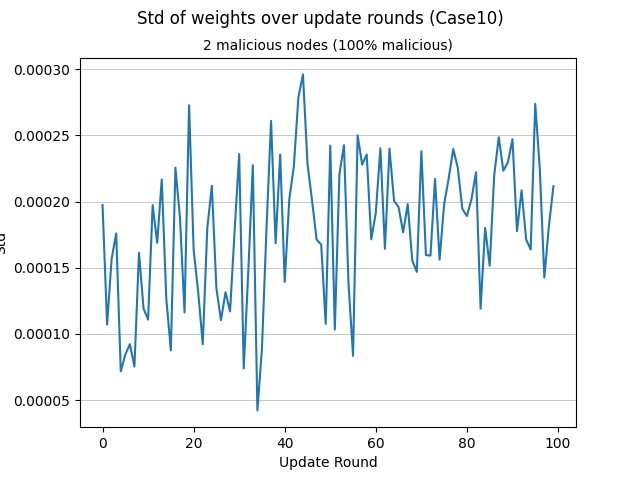 Std of weights over update rounds (Case10)
2 malicious nodes (100% malicious)
0.00030
0.00025
0.00020
0.00015
0.00010
0.00005
Std
0 20 40 60 80 100
Update Round